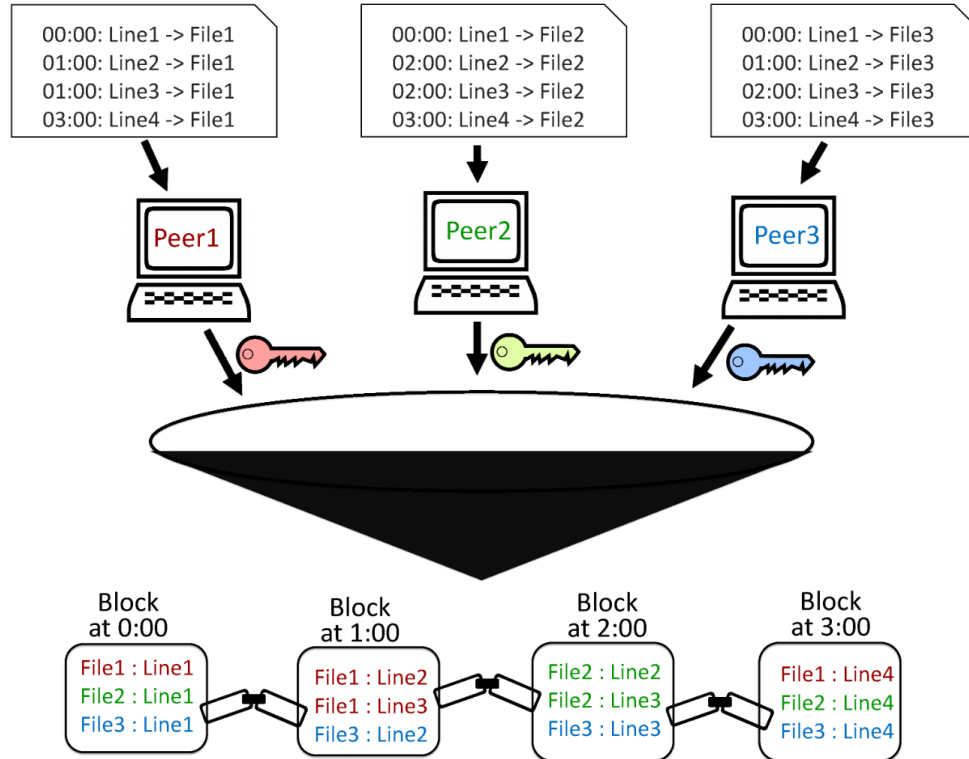 00:00: Line1 -> File1
01:00: Line2 -> File1
01:00: Line3 -> File1
03:00: Line4 -> File1
00:00: Line1 -> File2
02:00: Line2 -> File2
02:00: Line3 -> File2
03:00: Line4 -> File2
00:00: Line1 -> File3
01:00: Line2 -> File3
02:00: Line3 -> File3
03:00: Line4 -> File3
Peer1
Peer2
Peer3
Block
at 0:00
File1 : Line1
File2 : Line1
File3 : Line1
Block
at 1:00
File1 : Line2
File1 : Line3
File3 : Line2
Block
at 2:00
File2 : Line2
File2 : Line3
File3 : Line3
Block
at 3:00
File1 : Line4
File2 : Line4
File3 : Line4